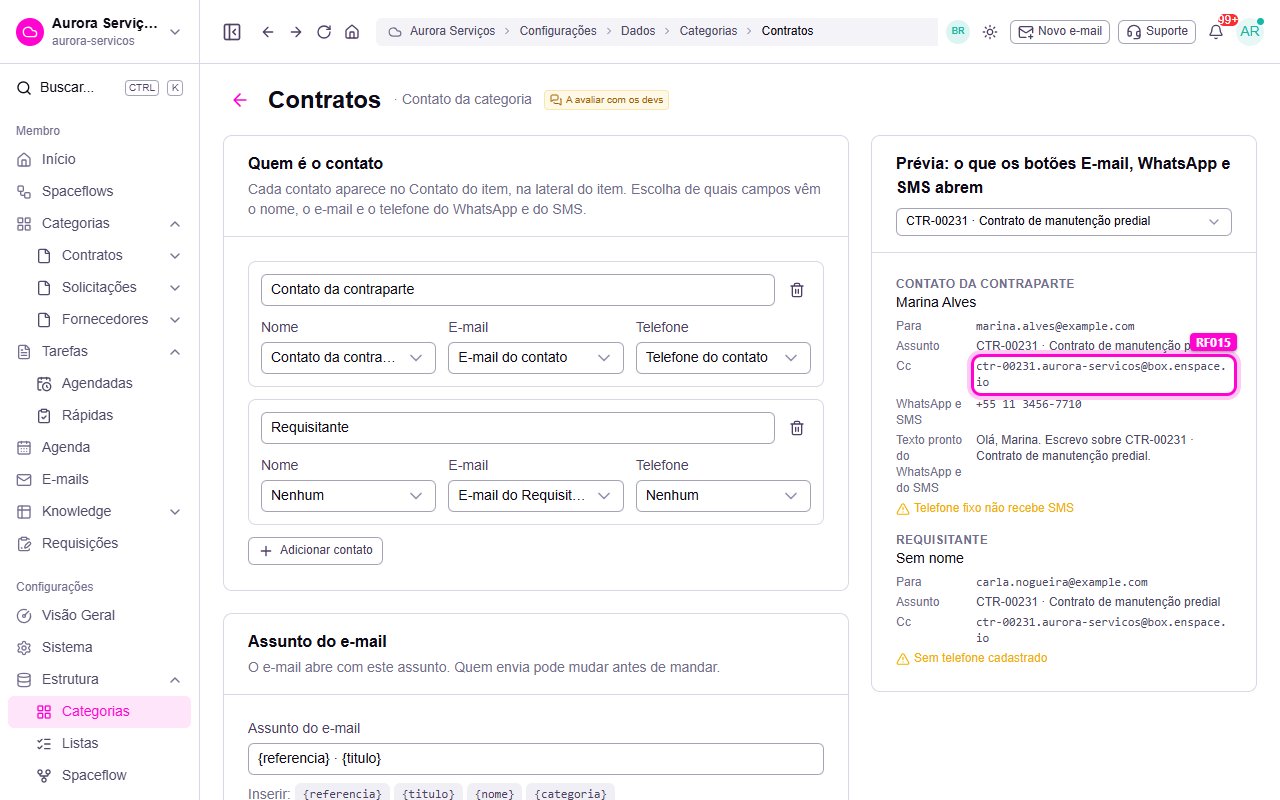 Aurora Serviç...
aurora-servicos
Aurora Serviços > Configurações > Dados > Categorias > Contratos
BR
Novo e-mail
Suporte
99+
AR
Buscar...
CTRL K
Membro
Início
Spaceflows
Categorias
Contratos
Solicitações
Fornecedores
Tarefas
Agendadas
Rápidas
Agenda
E-mails
Knowledge
Requisições
Configurações
Visão Geral
Sistema
Estrutura
Categorias
Listas
Spaceflow
Contratos · Contato da categoria
A avaliar com os devs
Quem é o contato
Cada contato aparece no Contato do item, na lateral do item. Escolha de quais campos vêm
o nome, o e-mail e o telefone do WhatsApp e do SMS.
Contato da contraparte
Nome E-mail Telefone
Contato da contra... E-mail do contato Telefone do contato
Requisitante
Nome E-mail Telefone
Nenhum E-mail do Requisit... Nenhum
Adicionar contato
Assunto do e-mail
O e-mail abre com este assunto. Quem envia pode mudar antes de mandar.
Assunto do e-mail
{referencia} · {titulo}
Inserir: {referencia} {titulo} {nome} {categoria}
Prévia: o que os botões E-mail, WhatsApp e
SMS abrem
CTR-00231 · Contrato de manutenção predial
CONTATO DA CONTRAPARTE
Marina Alves
Para marina.alves@example.com
Assunto CTR-00231 · Contrato de manutenção p
RF015
Cc ctr-00231.aurora-servicos@box.enspace.
io
WhatsApp e +55 11 3456-7710
SMS
Texto pronto Olá, Marina. Escrevo sobre CTR-00231 ·
do Contrato de manutenção predial.
WhatsApp e
do SMS
Telefone fixo não recebe SMS
REQUISITANTE
Sem nome
Para carla.nogueira@example.com
Assunto CTR-00231 · Contrato de manutenção predial
Cc ctr-00231.aurora-servicos@box.enspace.
io
Sem telefone cadastrado